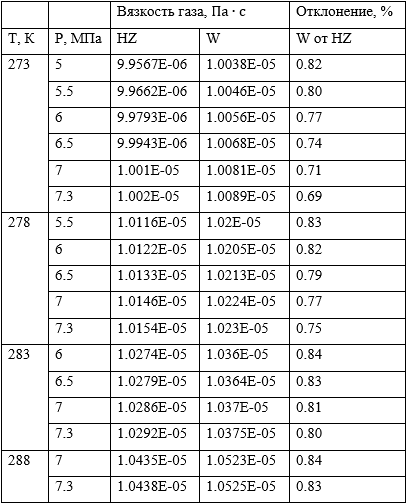 Вязкость газа, Па · с Отклонение, %
T, K P, МПа HZ W W от HZ
273 5 9.9567E-06 1.0038E-05 0.82
5.5 9.9662E-06 1.0046E-05 0.80
6 9.9793E-06 1.0056E-05 0.77
6.5 9.9943E-06 1.0068E-05 0.74
7 1.001E-05 1.0081E-05 0.71
7.3 1.002E-05 1.0089E-05 0.69
278 5.5 1.0116E-05 1.02E-05 0.83
6 1.0122E-05 1.0205E-05 0.82
6.5 1.0133E-05 1.0213E-05 0.79
7 1.0146E-05 1.0224E-05 0.77
7.3 1.0154E-05 1.023E-05 0.75
283 6 1.0274E-05 1.036E-05 0.84
6.5 1.0279E-05 1.0364E-05 0.83
7 1.0286E-05 1.037E-05 0.81
7.3 1.0292E-05 1.0375E-05 0.80
288 7 1.0435E-05 1.0523E-05 0.84
7.3 1.0438E-05 1.0525E-05 0.83